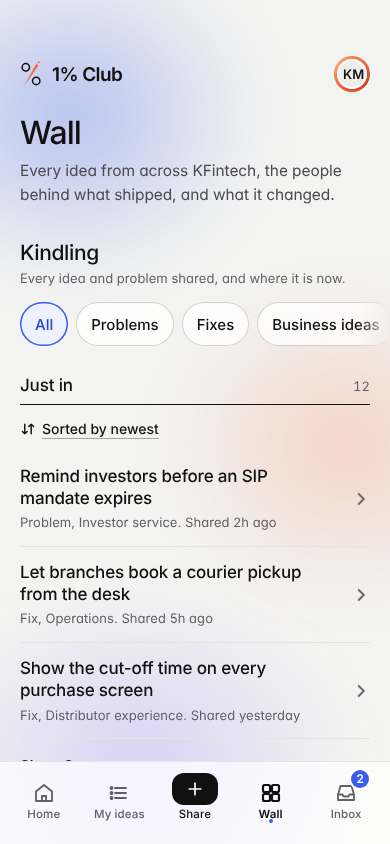 1% Club
KM
Wall
Every idea from across KFintech, the people
behind what shipped, and what it changed.
Kindling
Every idea and problem shared, and where it is now.
All
Problems
Fixes
Business ideas
Just in
12
Sorted by newest
Remind investors before an SIP
mandate expires
Problem, Investor service. Shared 2h ago
Let branches book a courier pickup
from the desk
Fix, Operations. Shared 5h ago
Show the cut-off time on every
purchase screen
Fix, Distributor experience. Shared yesterday
Home
My ideas
Share
Wall
2
Inbox